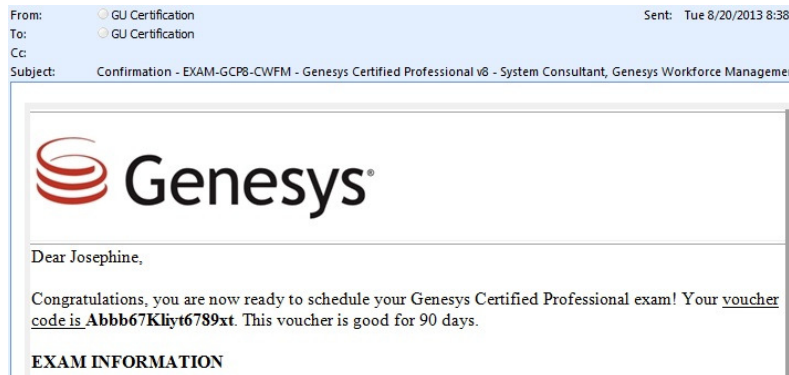 From: GU Certification Sent: Tue 8/20/2013 8:38
To: GU Certification
Cc:
Subject: Confirmation - EXAM-GCP8-CWFM - Genesys Certified Professional v8 - System Consultant, Genesys Workforce Manageme
Genesys®
Dear Josephine,
Congratulations, you are now ready to schedule your Genesys Certified Professional exam! Your voucher
code is Abbb67Kliyt6789xt. This voucher is good for 90 days.
EXAM INFORMATION